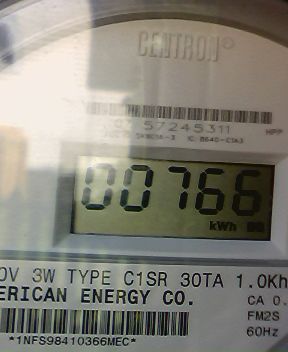 CENTRON®
57245311
HPP
00766
kWh
0V 3W TYPE C1SR 30TA 1.0Kh
ERICAN ENERGY CO.
CA 0.
FM2S
60Hz
*1NFS98410366MEC*